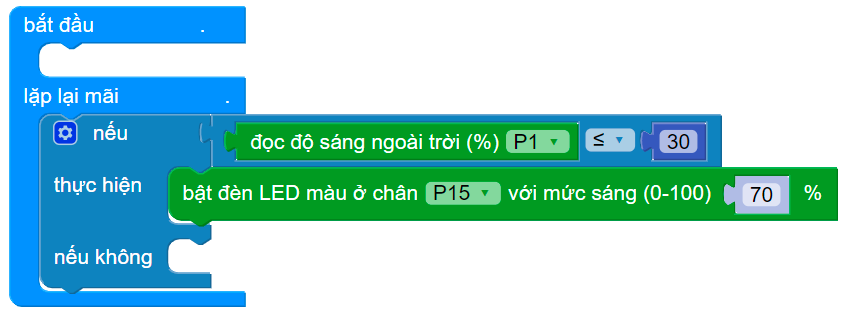 bắt đầu .
lặp lại mãi .
nếu đọc độ sáng ngoài trời (%) P1 ≤ 30
thực hiện bật đèn LED màu ở chân P15 với mức sáng (0-100) 70 %
nếu không